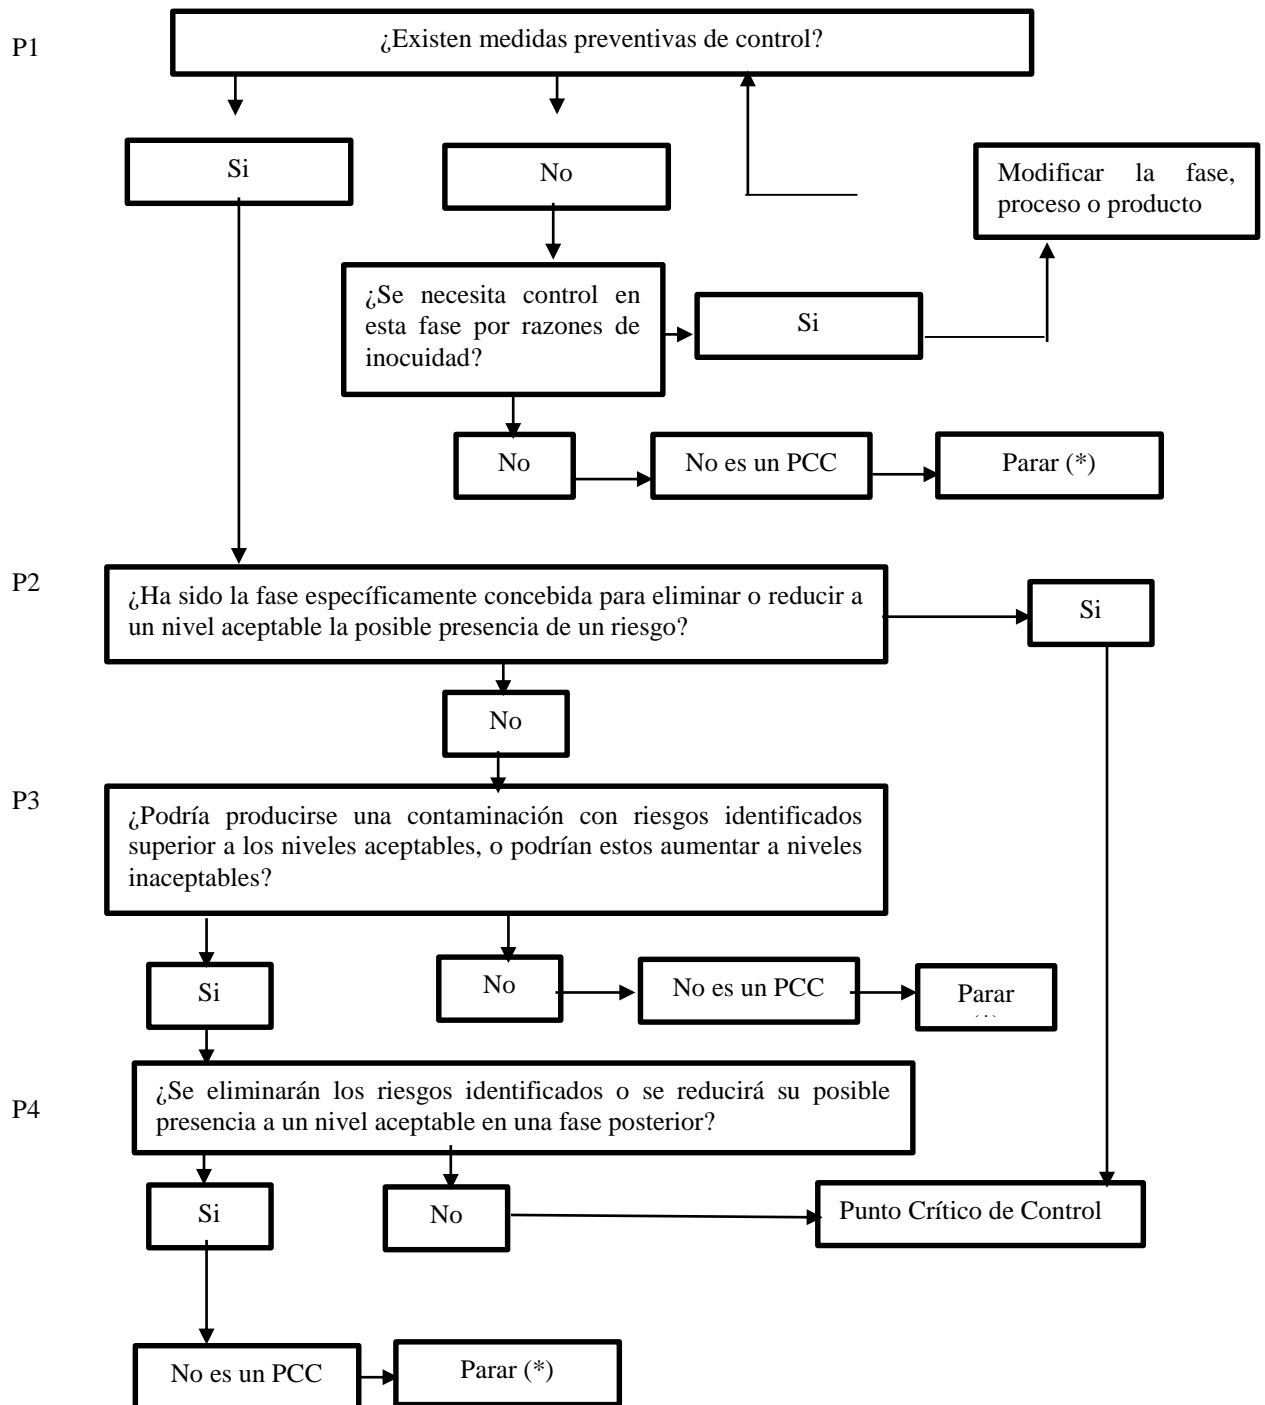 P1
¿Existen medidas preventivas de control?
Si
No
Modificar la fase,
proceso o producto
¿Se necesita control en
esta fase por razones de
inocuidad?
Si
No
No es un PCC
Parar (*)
P2
¿Ha sido la fase específicamente concebida para eliminar o reducir a
un nivel aceptable la posible presencia de un riesgo?
Si
No
P3
¿Podría producirse una contaminación con riesgos identificados
superior a los niveles aceptables, o podrían estos aumentar a niveles
inaceptables?
Si
No
No es un PCC
Parar
P4
¿Se eliminarán los riesgos identificados o se reducirá su posible
presencia a un nivel aceptable en una fase posterior?
Si
No
Punto Crítico de Control
No es un PCC
Parar (*)